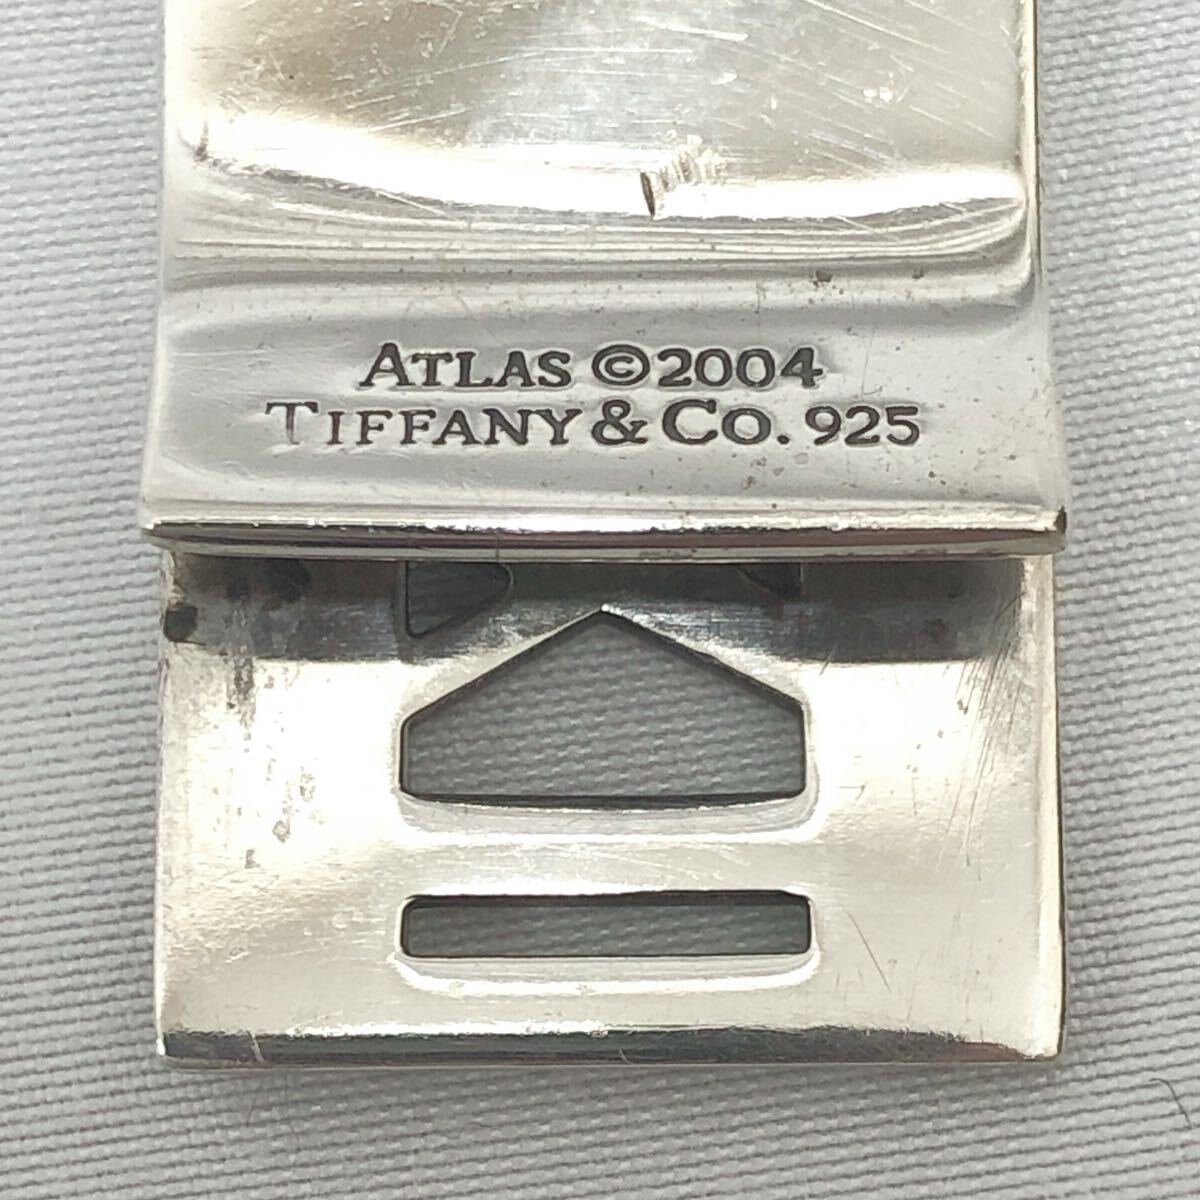 ATLAS ©2004
TIFFANY & CO. 925